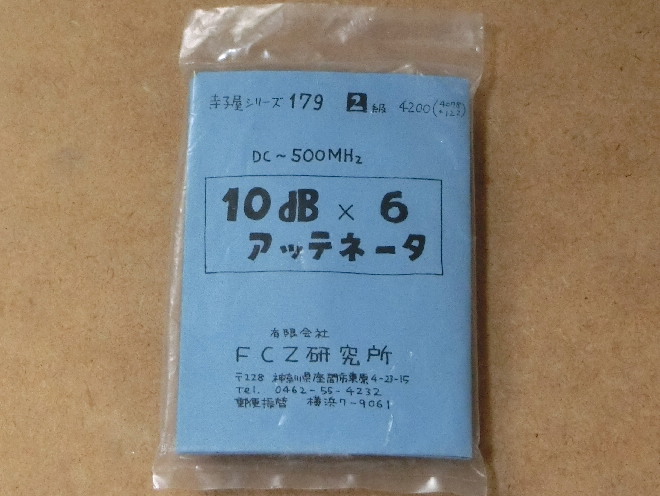 寺子屋シリーズ 179 2級 4200(4078+122)
DC～500MHz
10dB × 6
アッテネータ
有限会社
FCZ研究所
〒228 神奈川県座間市東原4-23-15
Tel. 0462-55-4232
郵便振替 横浜7-9061